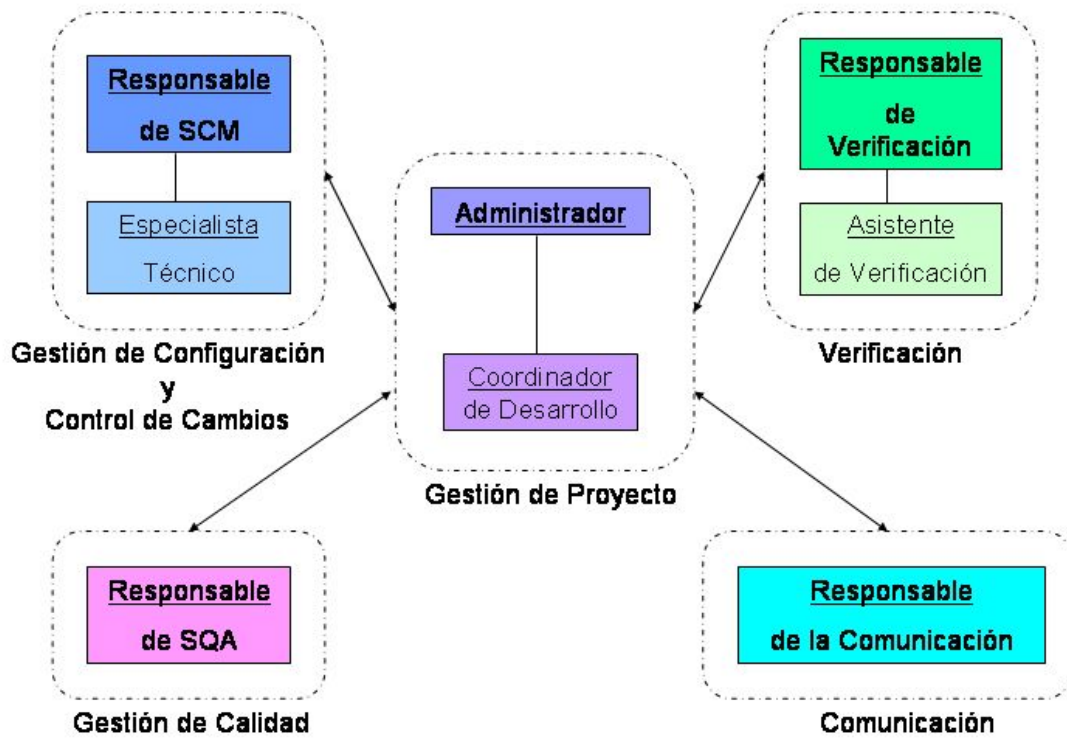 Responsable
de SCM
Especialista
Técnico
Gestión de Configuración
y
Control de Cambios
Administrador
Coordinador
de Desarrollo
Gestión de Proyecto
Responsable
de
Verificación
Asistente
de Verificación
Verificación
Responsable
de SQA
Gestión de Calidad
Responsable
de la Comunicación
Comunicación